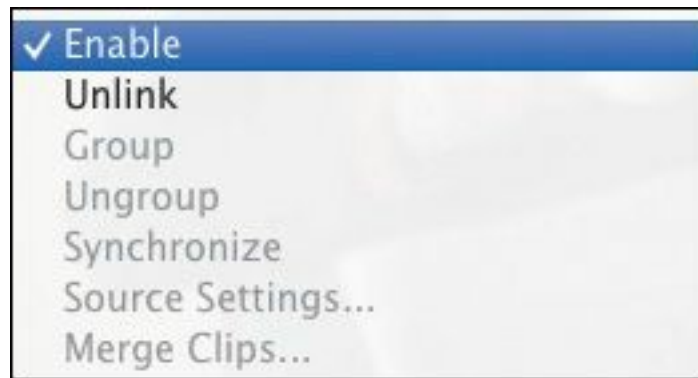 ✓ Enable
Unlink
Group
Ungroup
Synchronize
Source Settings...
Merge Clips...